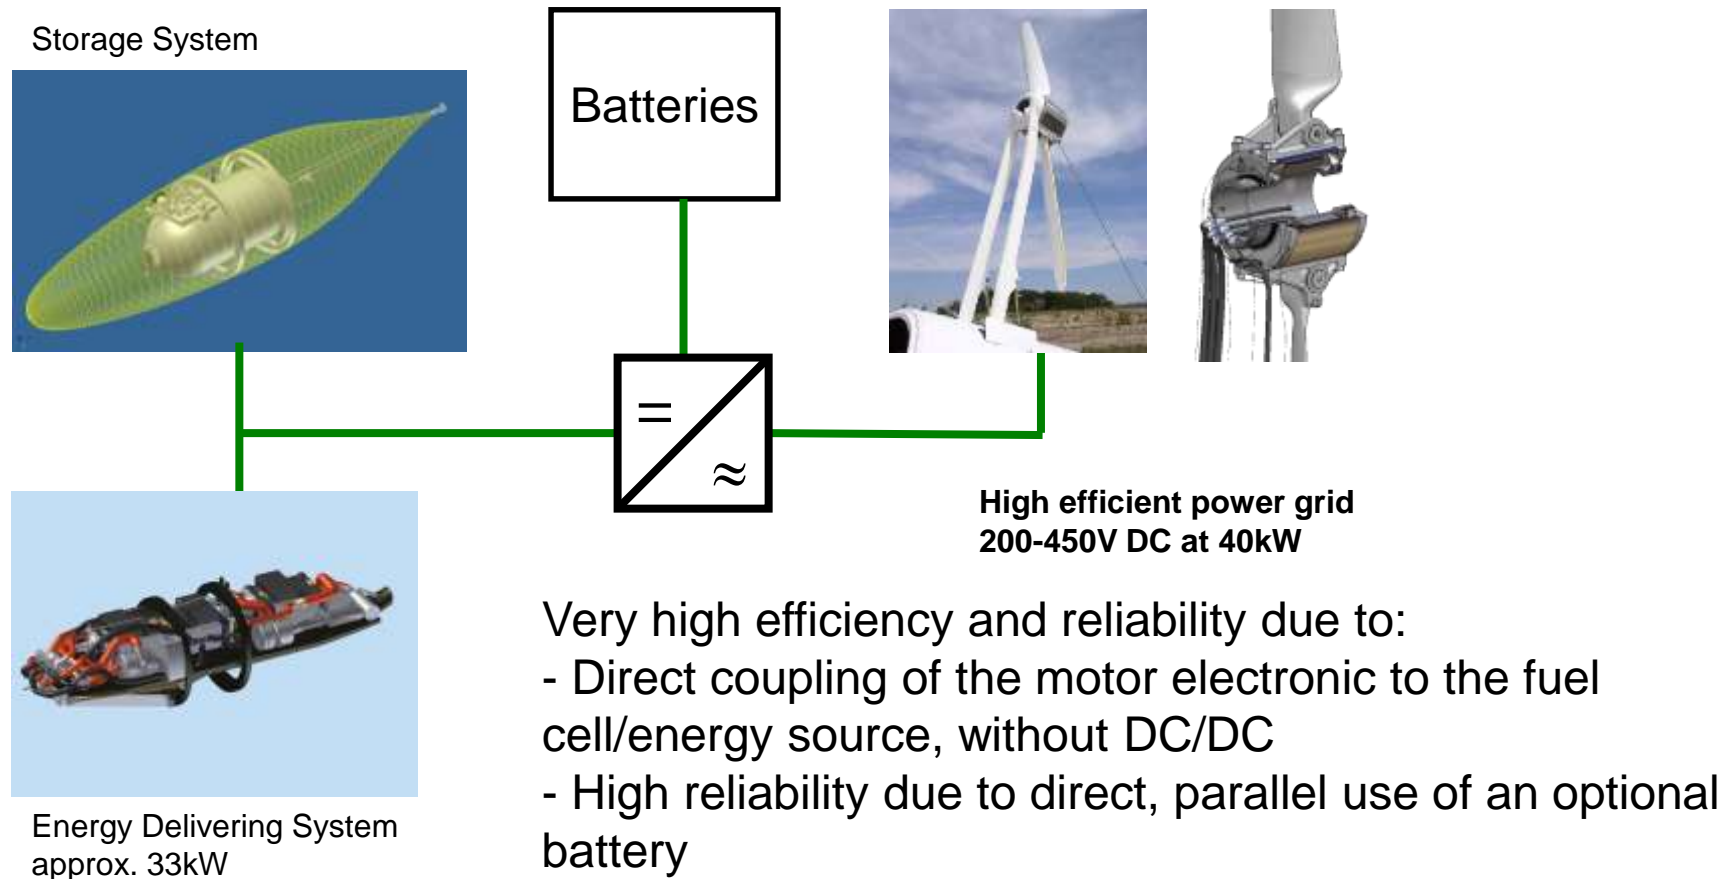 Storage System
Batteries
=
≈
High efficient power grid
200-450V DC at 40kW
Very high efficiency and reliability due to:
- Direct coupling of the motor electronic to the fuel
cell/energy source, without DC/DC
- High reliability due to direct, parallel use of an optional
battery
Energy Delivering System
approx. 33kW